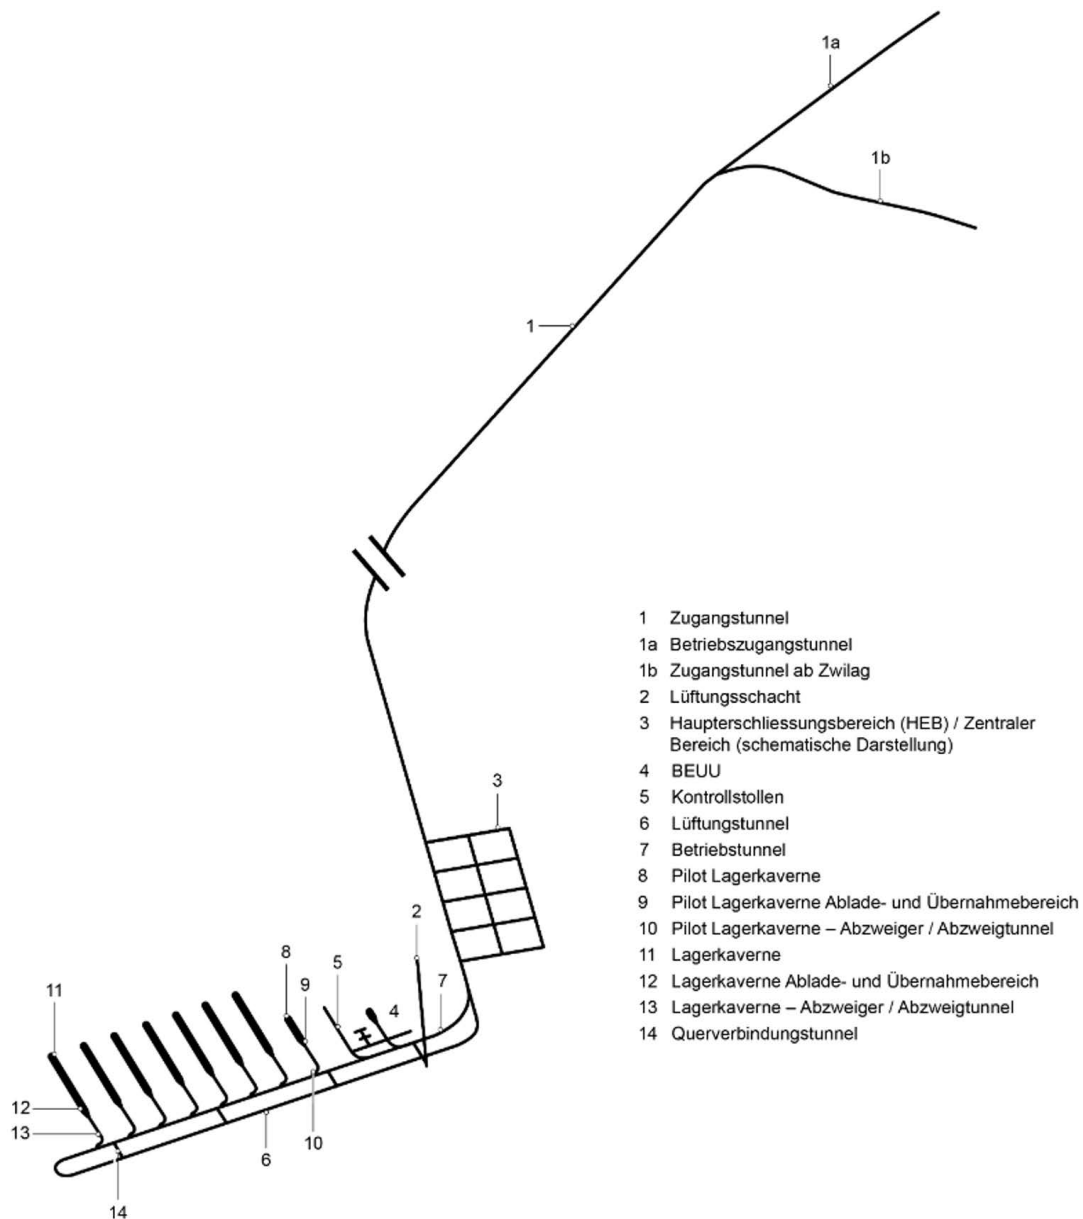 1a
1b
1
1 Zugangstunnel
1a Betriebszugangstunnel
1b Zugangstunnel ab Zwilag
2 Lüftungsschacht
3 Haupterschliessungsbereich (HEB) / Zentraler
Bereich (schematische Darstellung)
4 BEUU
5 Kontrollstollen
6 Lüftungstunnel
7 Betriebstunnel
8 Pilot Lagerkaverne
9 Pilot Lagerkaverne Ablade- und Übernahmebereich
10 Pilot Lagerkaverne – Abzweiger / Abzweigtunnel
11 Lagerkaverne
12 Lagerkaverne Ablade- und Übernahmebereich
13 Lagerkaverne – Abzweiger / Abzweigtunnel
14 Querverbindungstunnel
3
2
8
5
9
7
11
4
12
13
10
6
14